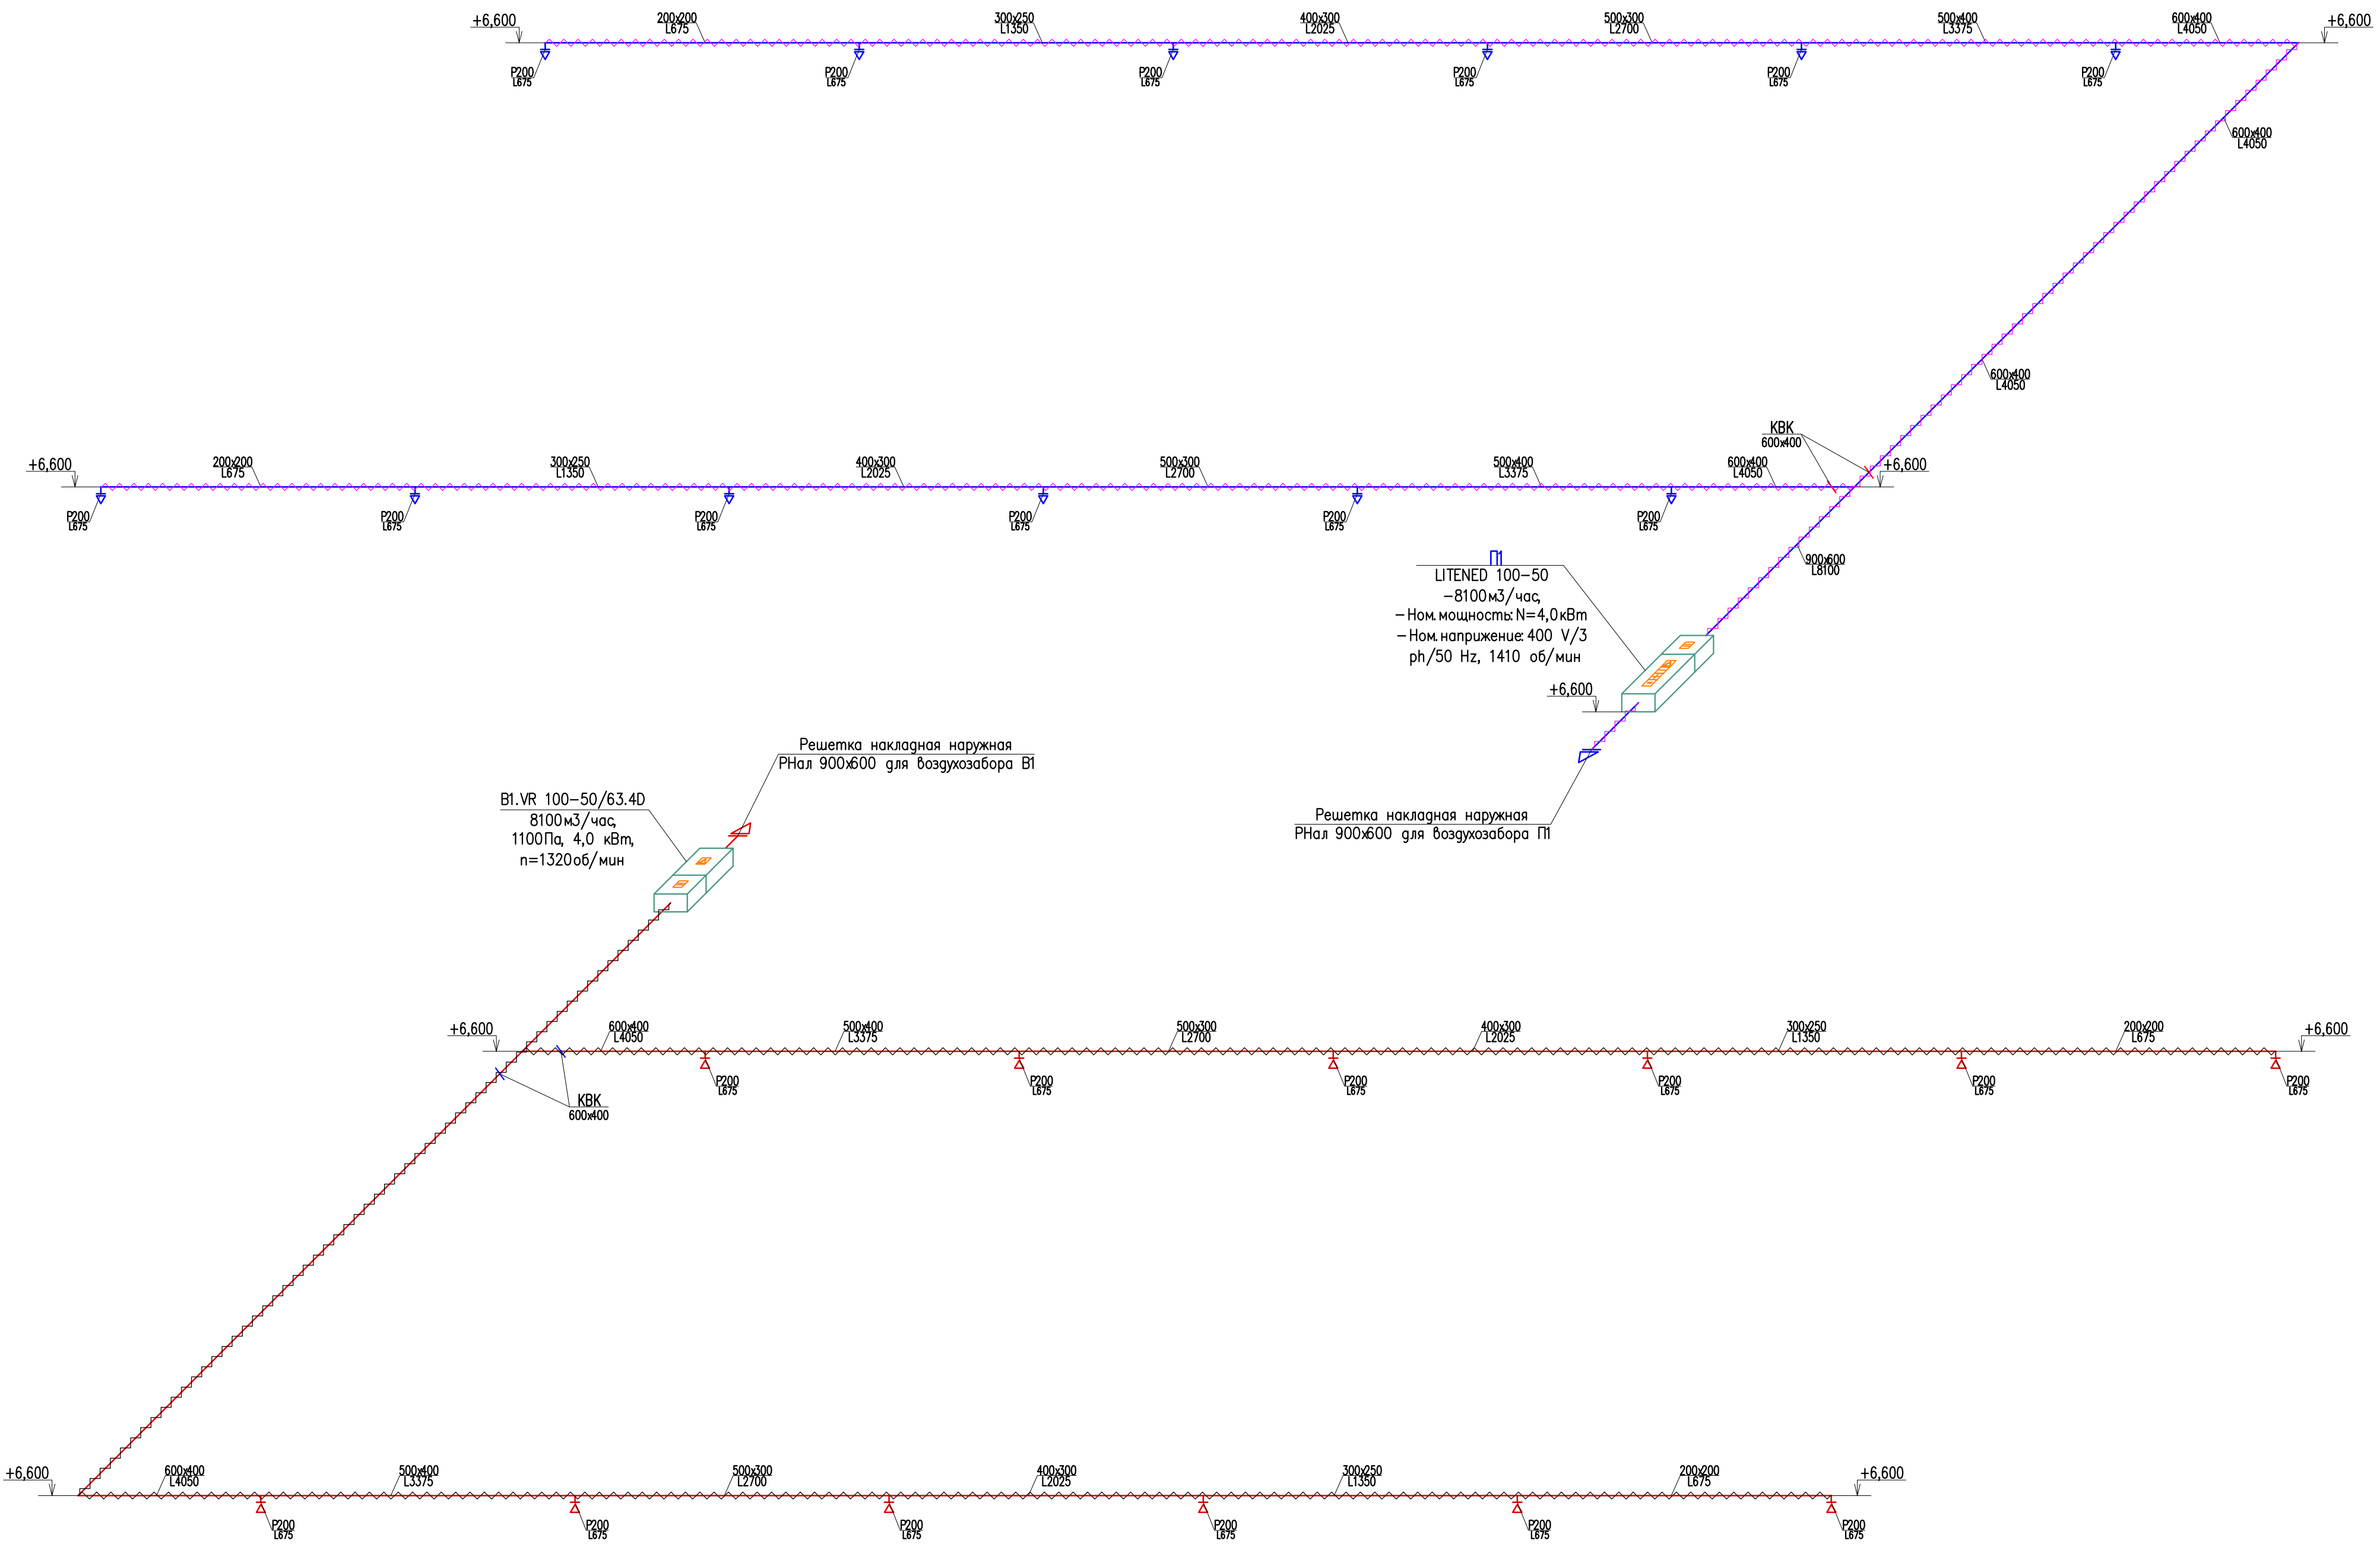 +6,600
200x200
L675
300x250
L1350
400x300
L2025
500x300
L2700
500x400
L3375
600x400
L4050
+6,600
P200
L675
P200
L675
P200
L675
P200
L675
P200
L675
P200
L675
600x400
L4050
600x400
L4050
КВК
600x400
+6,600
200x200
L675
300x250
L1350
400x300
L2025
500x300
L2700
500x400
L3375
600x400
L4050
+6,600
P200
L675
P200
L675
P200
L675
P200
L675
P200
L675
P200
L675
900x600
L8100
П1
LITENED 100-50
-8100м3/час,
-Ном.мощность: N=4,0кВт
-Ном.наприжение: 400 V/3
ph/50 Hz, 1410 об/мин
+6,600
Решетка накладная наружная
РНал 900x600 для воздухозабора В1
В1.VR 100-50/63.4D
8100м3/час,
1100Па, 4,0 кВт,
n=1320об/мин
Решетка накладная наружная
РНал 900x600 для воздухозабора П1
+6,600
600x400
L4050
500x400
L3375
500x300
L2700
400x300
L2025
300x250
L1350
200x200
L675
+6,600
P200
L675
P200
L675
P200
L675
P200
L675
P200
L675
P200
L675
КВК
600x400
+6,600
600x400
L4050
500x400
L3375
500x300
L2700
400x300
L2025
300x250
L1350
200x200
L675
+6,600
P200
L675
P200
L675
P200
L675
P200
L675
P200
L675
P200
L675